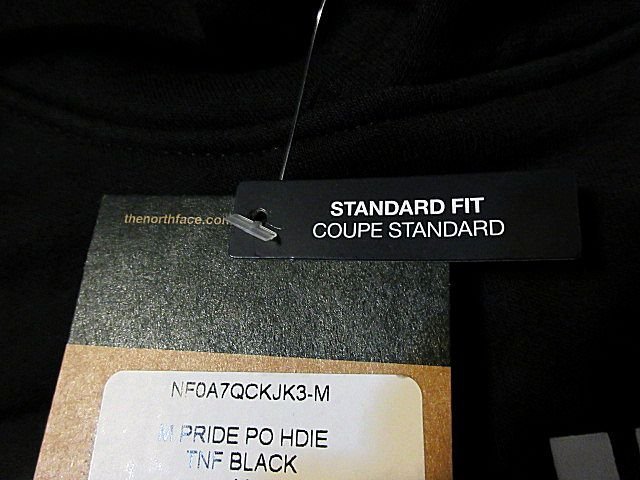 STANDARD FIT
COUPE STANDARD
thenorthface.com
NF0A7QCKJK3-M
M PRIDE PO HDIE
TNF BLACK